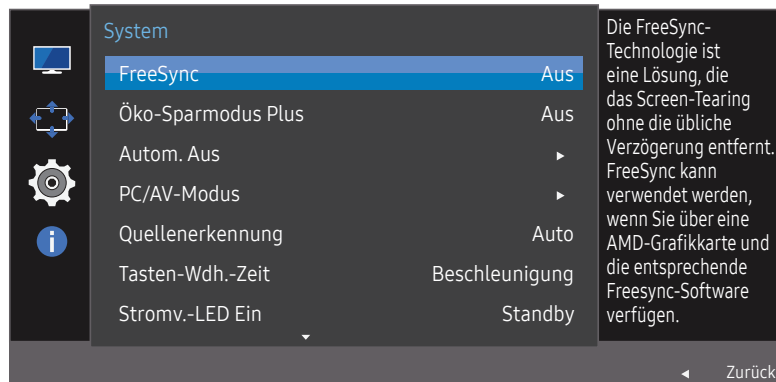 System
FreeSync Aus
Öko-Sparmodus Plus Aus
Autom. Aus
PC/AV-Modus
Quellenerkennung Auto
Tasten-Wdh.-Zeit Beschleunigung
Stromv.-LED Ein Standby
Die FreeSync-
Technologie ist
eine Lösung, die
das Screen-Tearing
ohne die übliche
Verzögerung entfernt.
FreeSync kann
verwendet werden,
wenn Sie über eine
AMD-Grafikkarte und
die entsprechende
Freesync-Software
verfügen.
Zurück